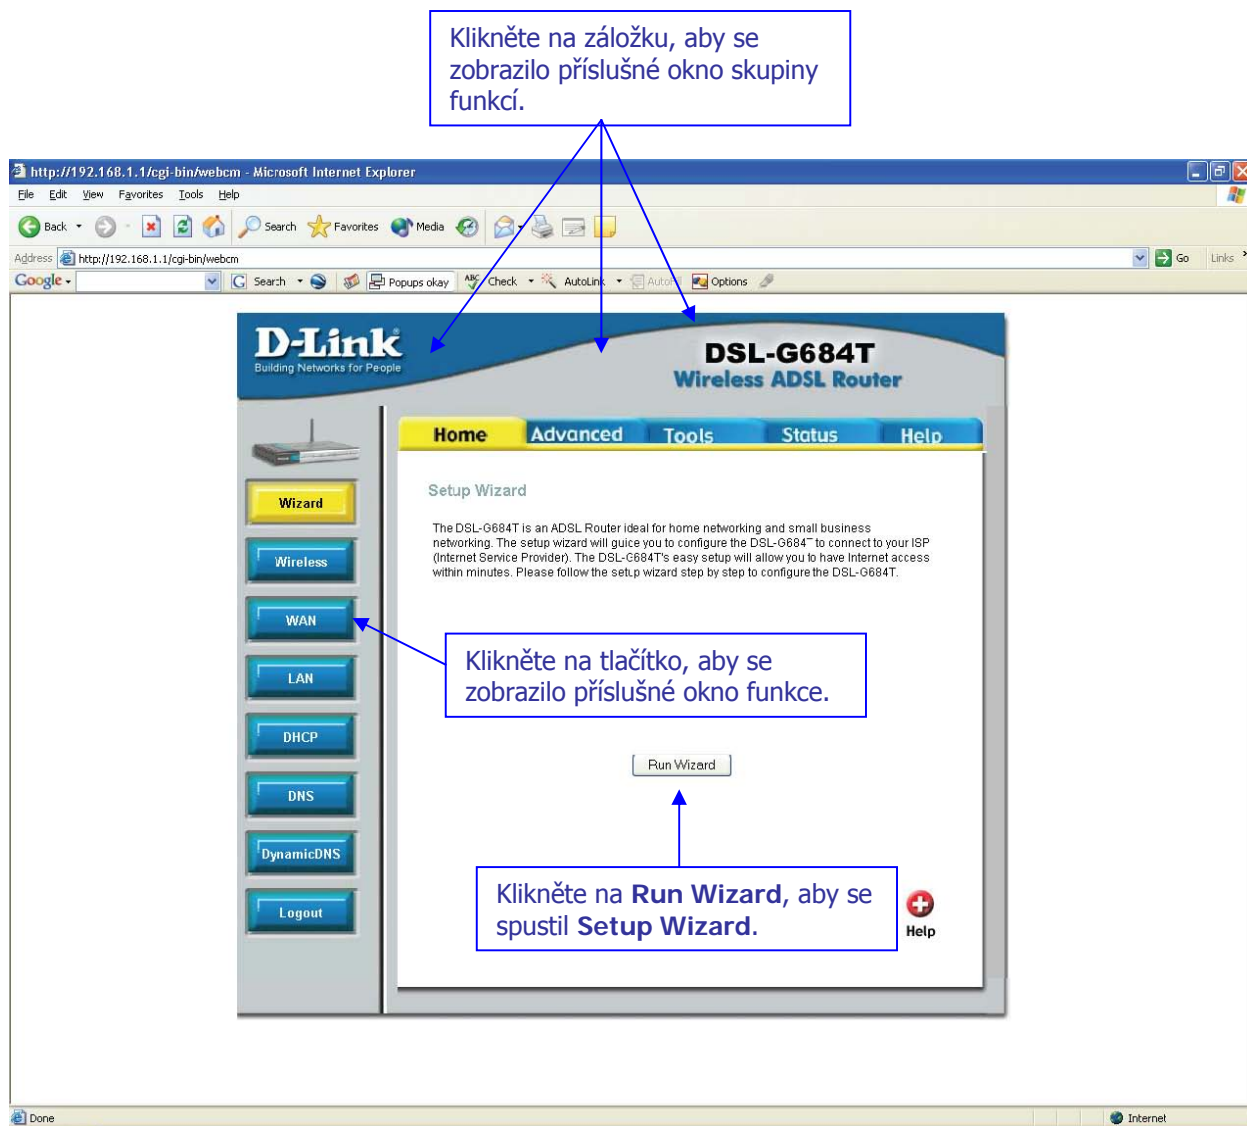 Klikněte na záložku, aby se
zobrazilo příslušné okno skupiny
funkcí.
http://192.168.1.1/cgi-bin/webcm - Microsoft Internet Explorer
File Edit View Favorites Tools Help
Back Search Favorites Media
Address http://192.168.1.1/cgi-bin/webcm Go Links
Google Search Popups okay ABC Check AutoLink Options
D-Link
Building Networks for People
DSL-G684T
Wireless ADSL Router
Home Advanced Tools Status Help
Wizard
Wireless
WAN
LAN
DHCP
DNS
DynamicDNS
Logout
Setup Wizard
The DSL-G684T is an ADSL Router ideal for home networking and small business
networking. The setup wizard will guide you to configure the DSL-G684T to connect to your ISP
(Internet Service Provider). The DSL-G684T's easy setup will allow you to have Internet access
within minutes. Please follow the setup wizard step by step to configure the DSL-G684T.
Klikněte na tlačítko, aby se
zobrazilo příslušné okno funkce.
Run Wizard
Klikněte na Run Wizard, aby se
spustil Setup Wizard.
Help
Done Internet